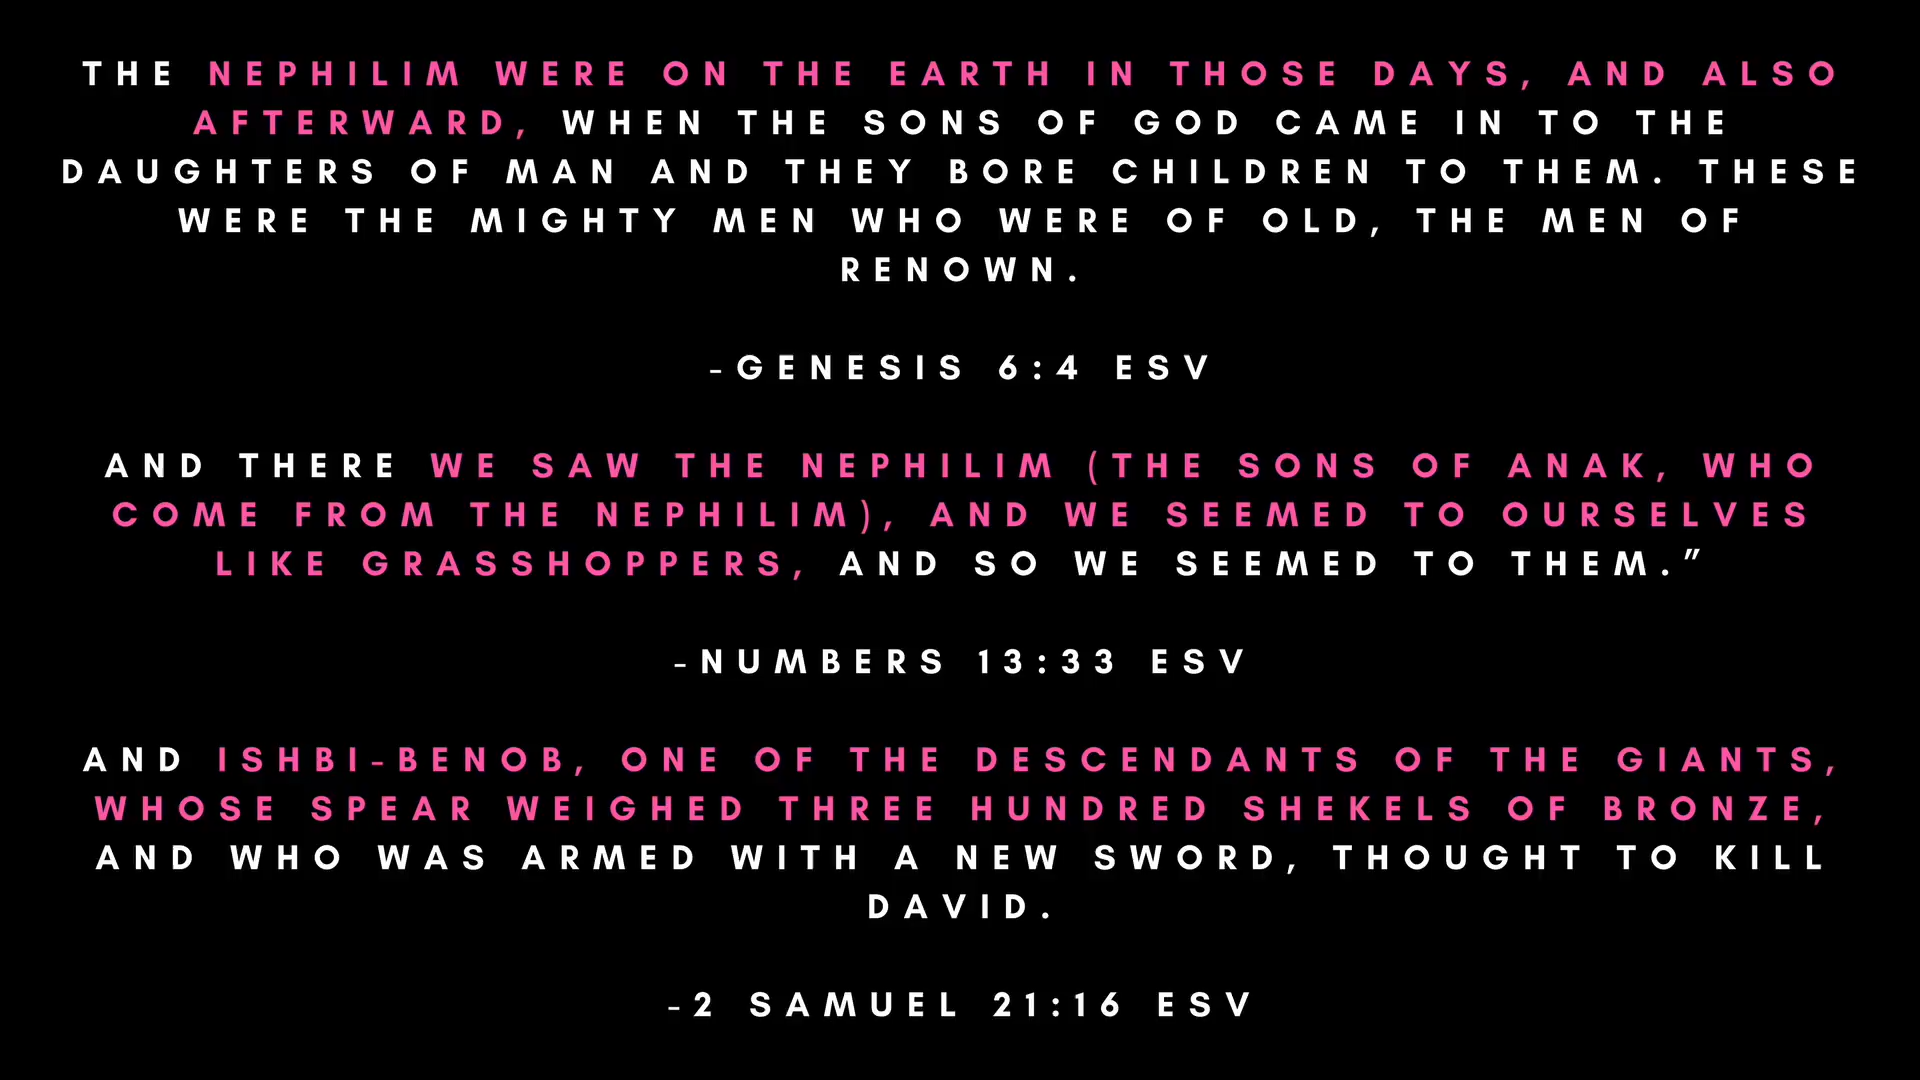 THE NEPHILIM WERE ON THE EARTH IN THOSE DAYS, AND ALSO
AFTERWARD, WHEN THE SONS OF GOD CAME IN TO THE
DAUGHTERS OF MAN AND THEY BORE CHILDREN TO THEM. THESE
WERE THE MIGHTY MEN WHO WERE OF OLD, THE MEN OF
RENOWN.
-GENESIS 6:4 ESV
AND THERE WE SAW THE NEPHILIM (THE SONS OF ANAK, WHO
COME FROM THE NEPHILIM), AND WE SEEMED TO OURSELVES
LIKE GRASSHOPPERS, AND SO WE SEEMED TO THEM.”
-NUMBERS 13:33 ESV
AND ISHBI-BENOB, ONE OF THE DESCENDANTS OF THE GIANTS,
WHOSE SPEAR WEIGHED THREE HUNDRED SHEKELS OF BRONZE,
AND WHO WAS ARMED WITH A NEW SWORD, THOUGHT TO KILL
DAVID.
-2 SAMUEL 21:16 ESV